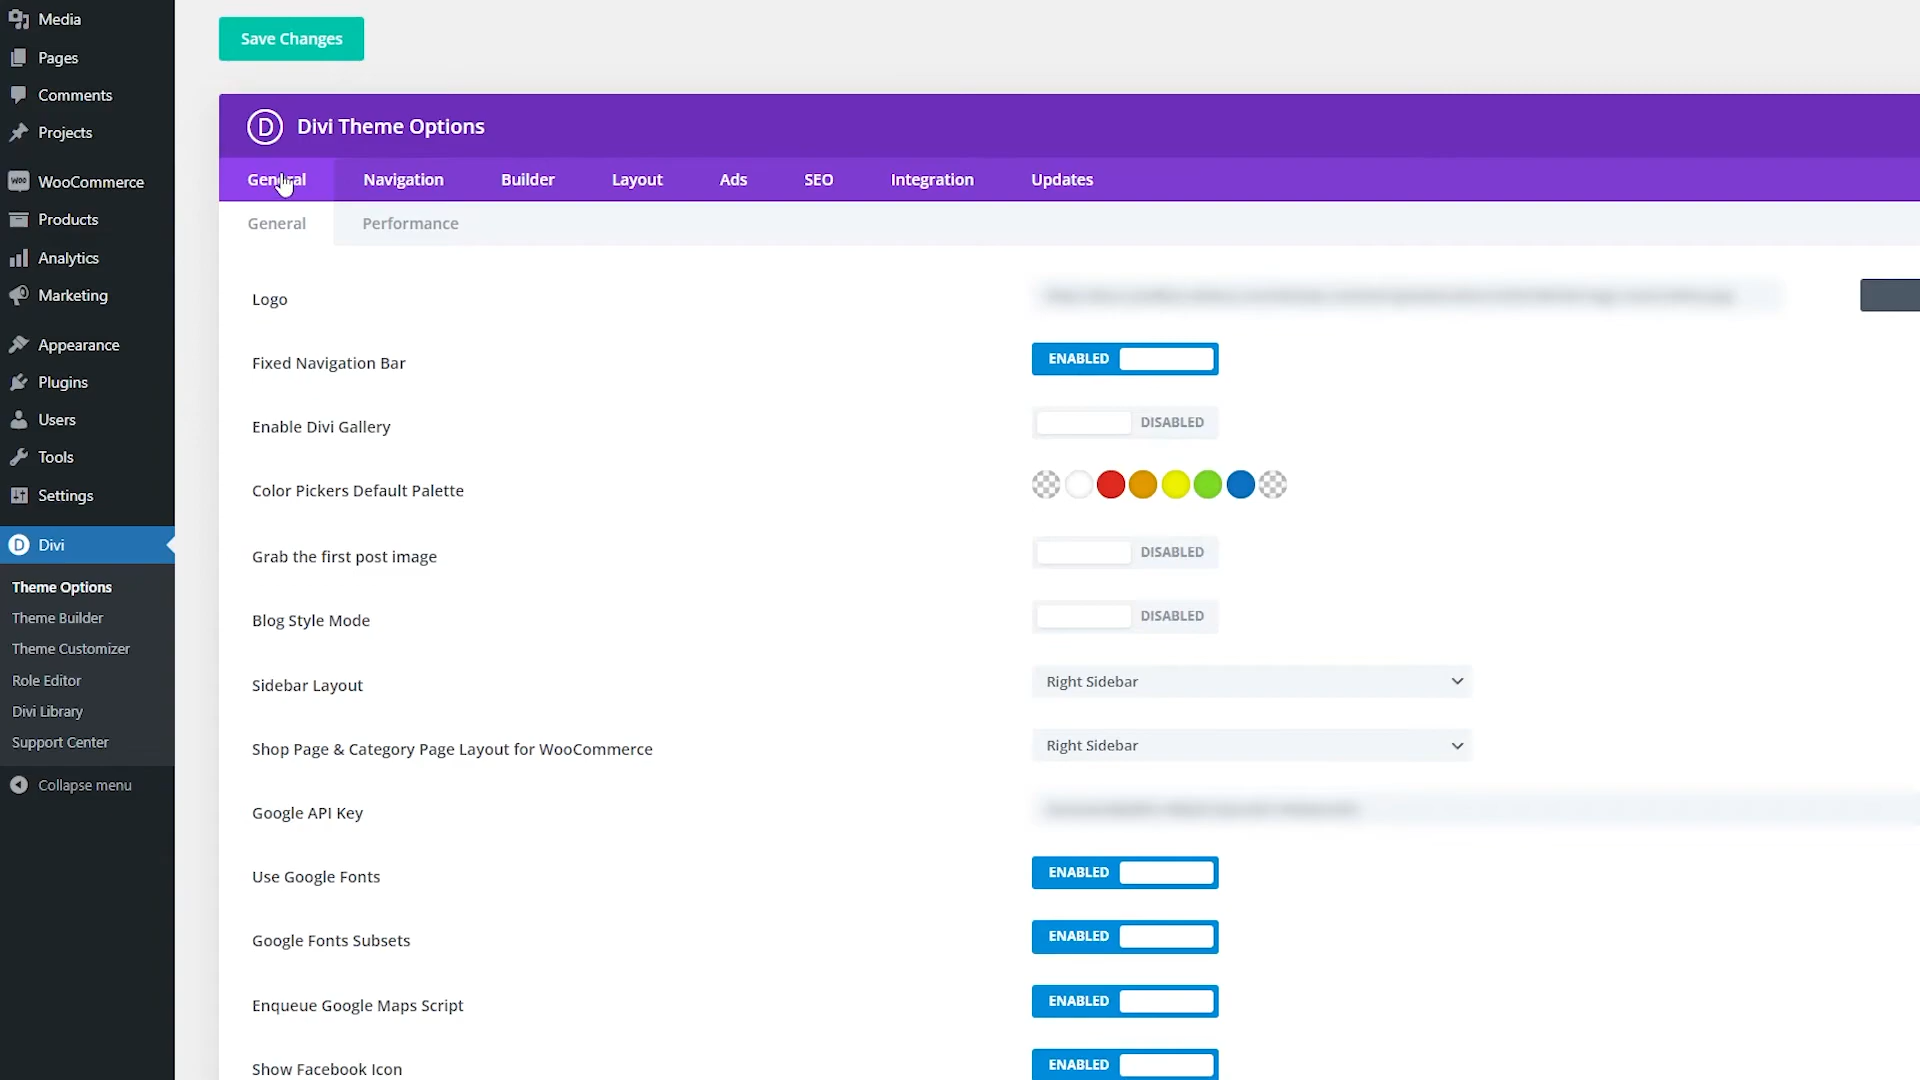 Media
Pages
Comments
Projects
WooCommerce
Products
Analytics
Marketing
Appearance
Plugins
Users
Tools
Settings
Divi
Theme Options
Theme Builder
Theme Customizer
Role Editor
Divi Library
Support Center
Collapse menu
Save Changes
D Divi Theme Options
General Navigation Builder Layout Ads SEO Integration Updates
General Performance
Logo
Fixed Navigation Bar ENABLED
Enable Divi Gallery DISABLED
Color Pickers Default Palette
Grab the first post image DISABLED
Blog Style Mode DISABLED
Sidebar Layout Right Sidebar
Shop Page & Category Page Layout for WooCommerce Right Sidebar
Google API Key
Use Google Fonts ENABLED
Google Fonts Subsets ENABLED
Enqueue Google Maps Script ENABLED
Show Facebook Icon ENABLED